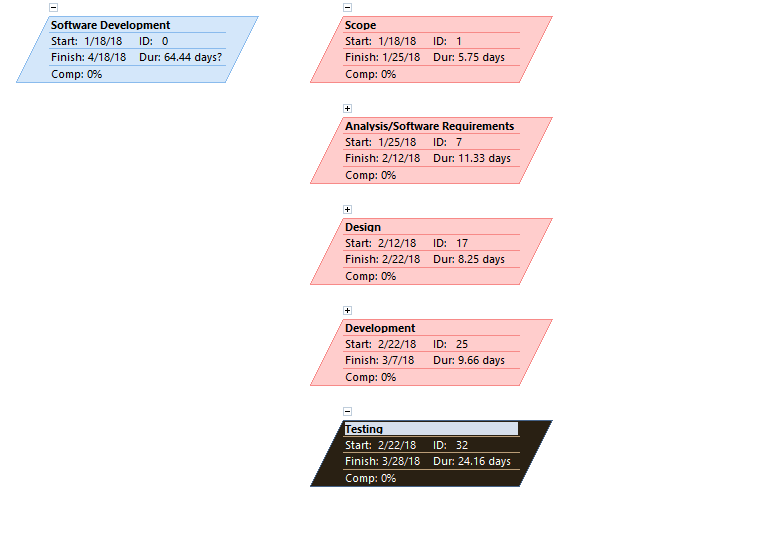 Software Development
Start: 1/18/18 ID: 0
Finish: 4/18/18 Dur: 64.44 days?
Comp: 0%
Scope
Start: 1/18/18 ID: 1
Finish: 1/25/18 Dur: 5.75 days
Comp: 0%
Analysis/Software Requirements
Start: 1/25/18 ID: 7
Finish: 2/12/18 Dur: 11.33 days
Comp: 0%
Design
Start: 2/12/18 ID: 17
Finish: 2/22/18 Dur: 8.25 days
Comp: 0%
Development
Start: 2/22/18 ID: 25
Finish: 3/7/18 Dur: 9.66 days
Comp: 0%
Testing
Start: 2/22/18 ID: 32
Finish: 3/28/18 Dur: 24.16 days
Comp: 0%